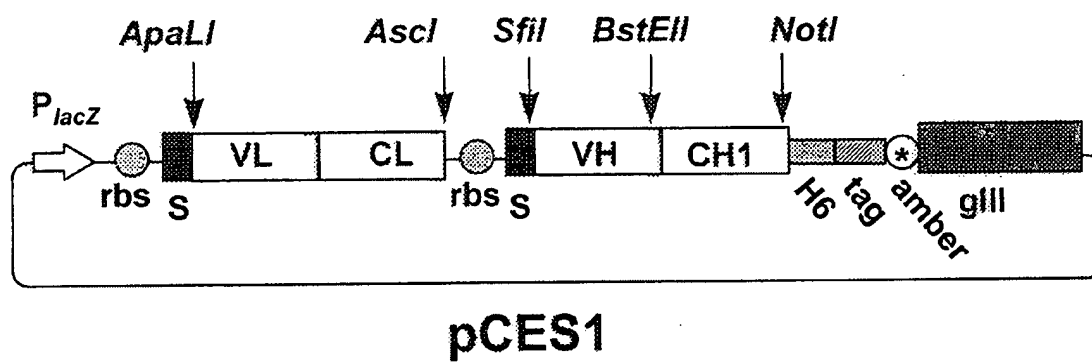 ApaLI AscI SfiI BstEII NotI
PlacZ
VL CL VH CH1
*
rbs S rbs S H6 tag amber gIII
pCES1